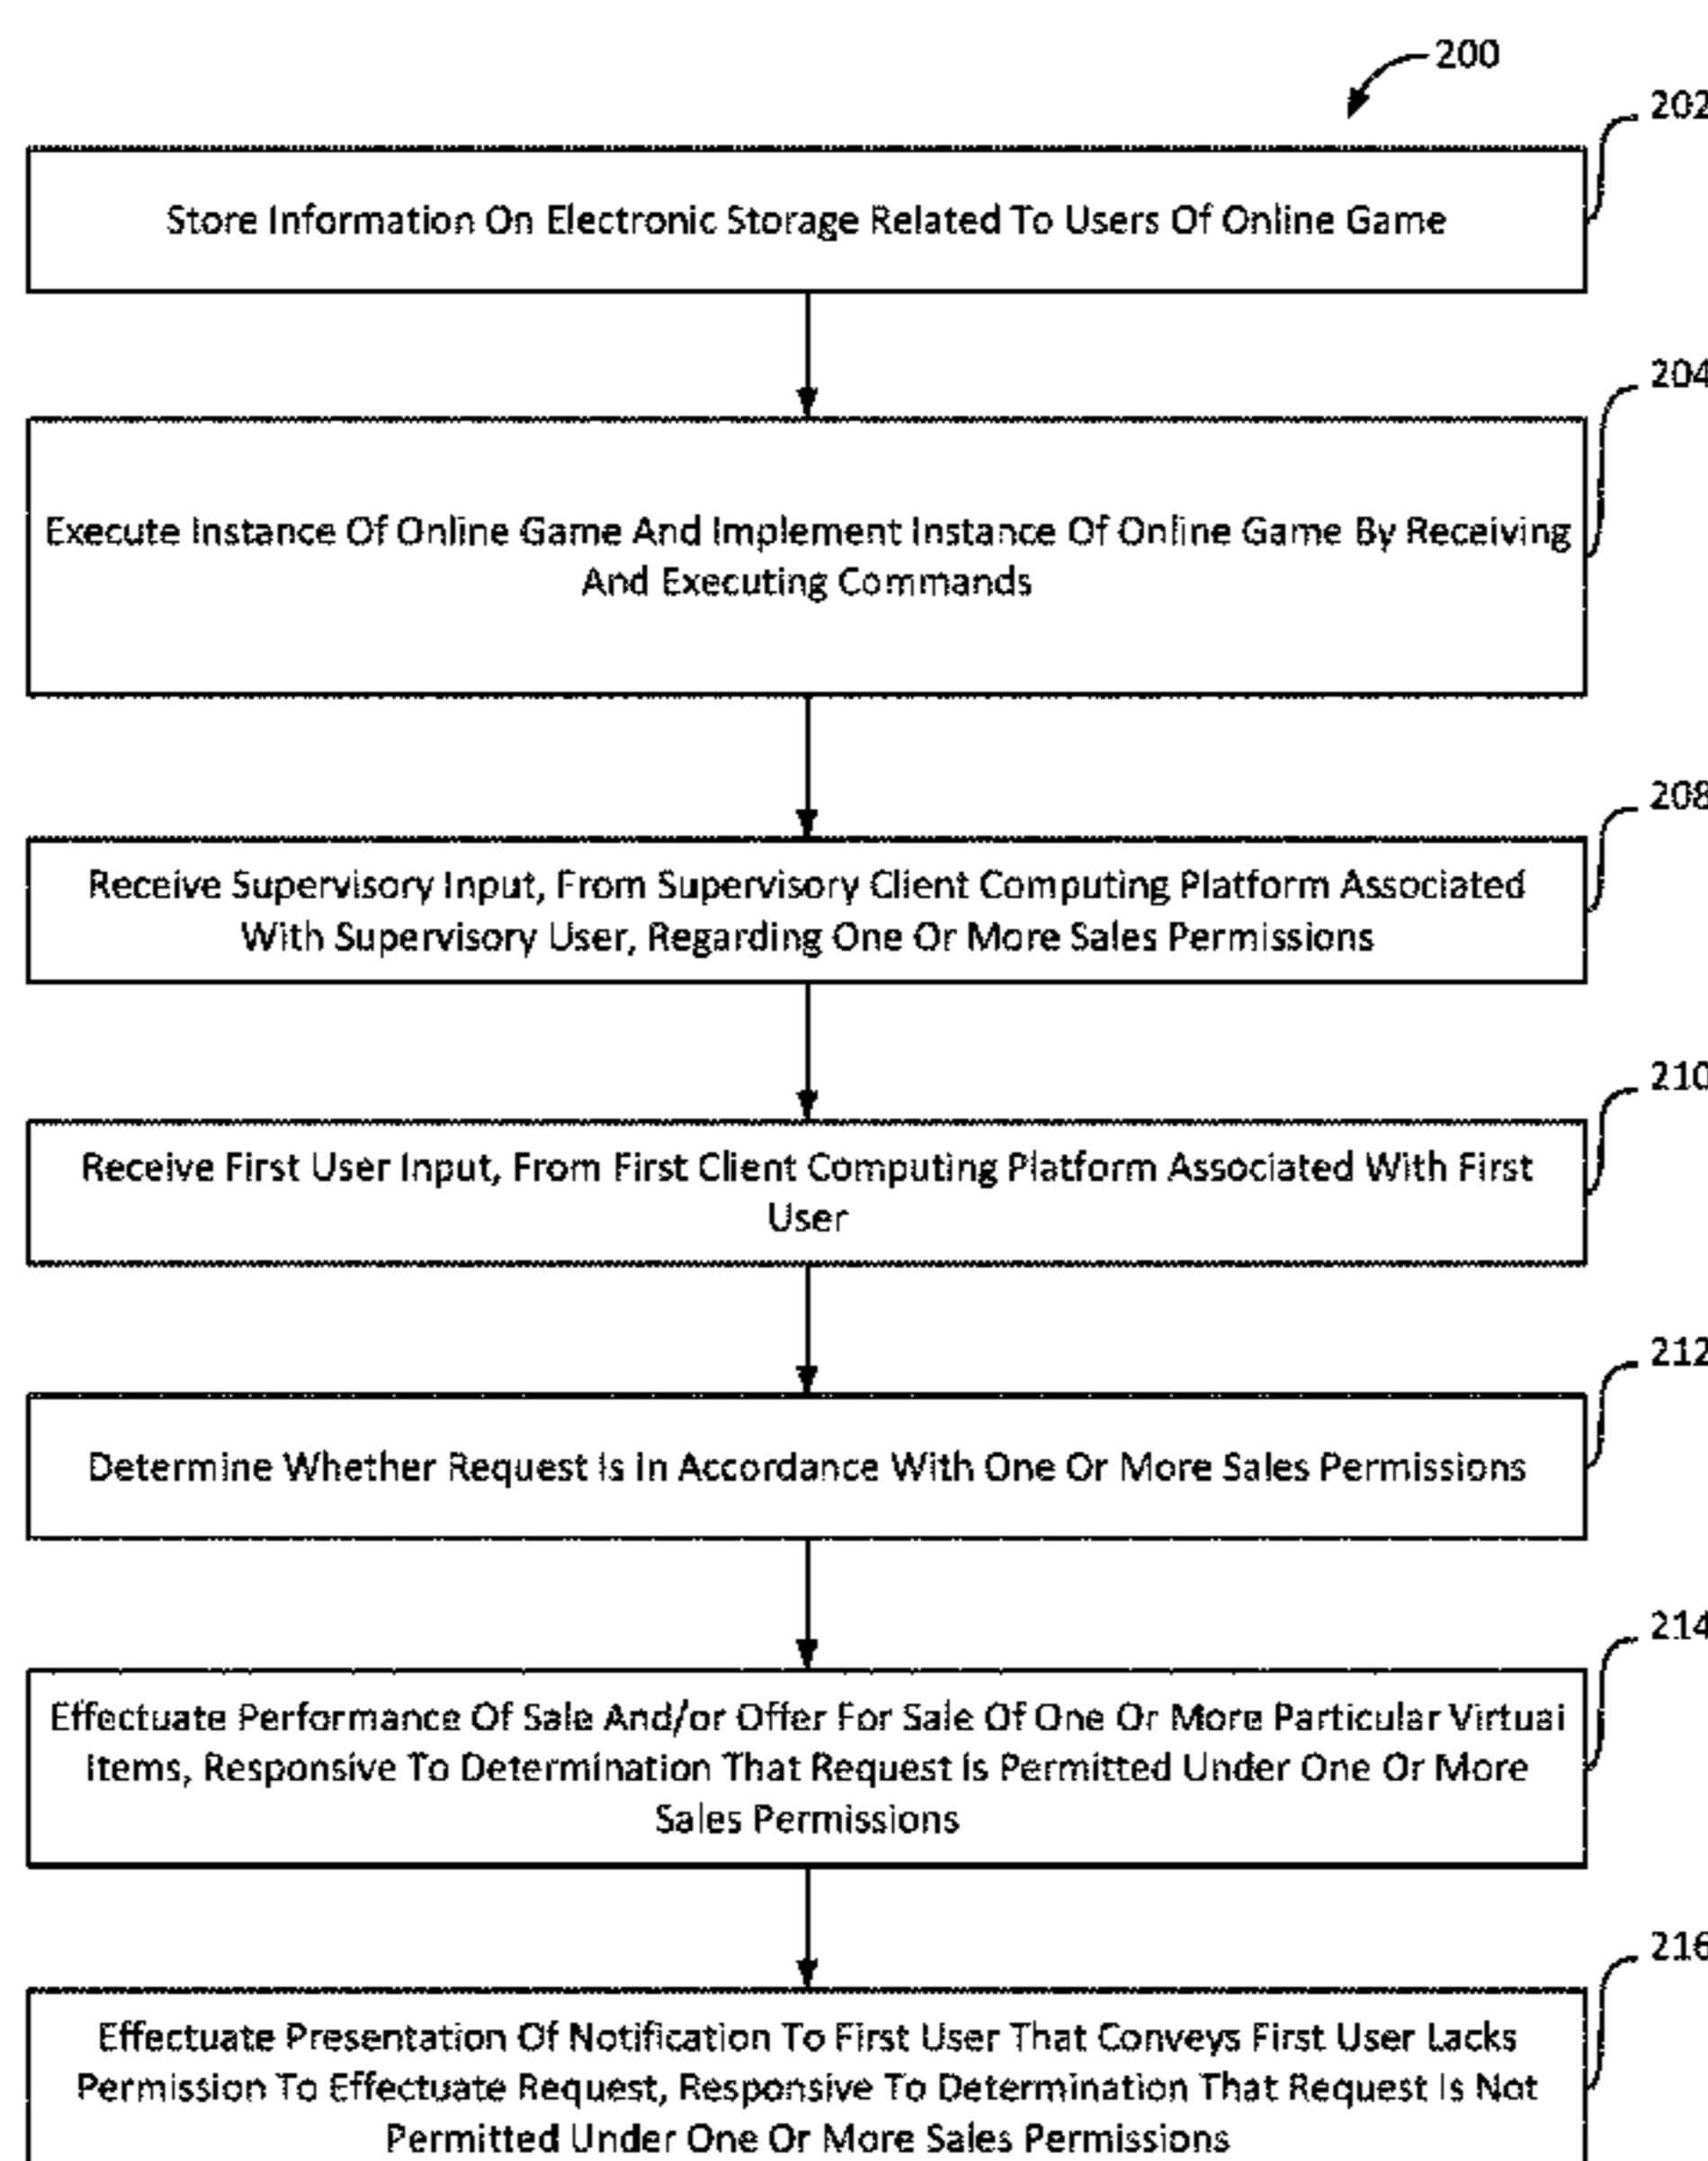 200
202
Store Information On Electronic Storage Related To Users Of Online Game
204
Execute Instance Of Online Game And Implement Instance Of Online Game By Receiving
And Executing Commands
208
Receive Supervisory Input, From Supervisory Client Computing Platform Associated
With Supervisory User, Regarding One Or More Sales Permissions
210
Receive First User Input, From First Client Computing Platform Associated With First
User
212
Determine Whether Request Is In Accordance With One Or More Sales Permissions
214
Effectuate Performance Of Sale And/or Offer For Sale Of One Or More Particular Virtual
Items, Responsive To Determination That Request Is Permitted Under One Or More
Sales Permissions
216
Effectuate Presentation Of Notification To First User That Conveys First User Lacks
Permission To Effectuate Request, Responsive To Determination That Request Is Not
Permitted Under One Or More Sales Permissions